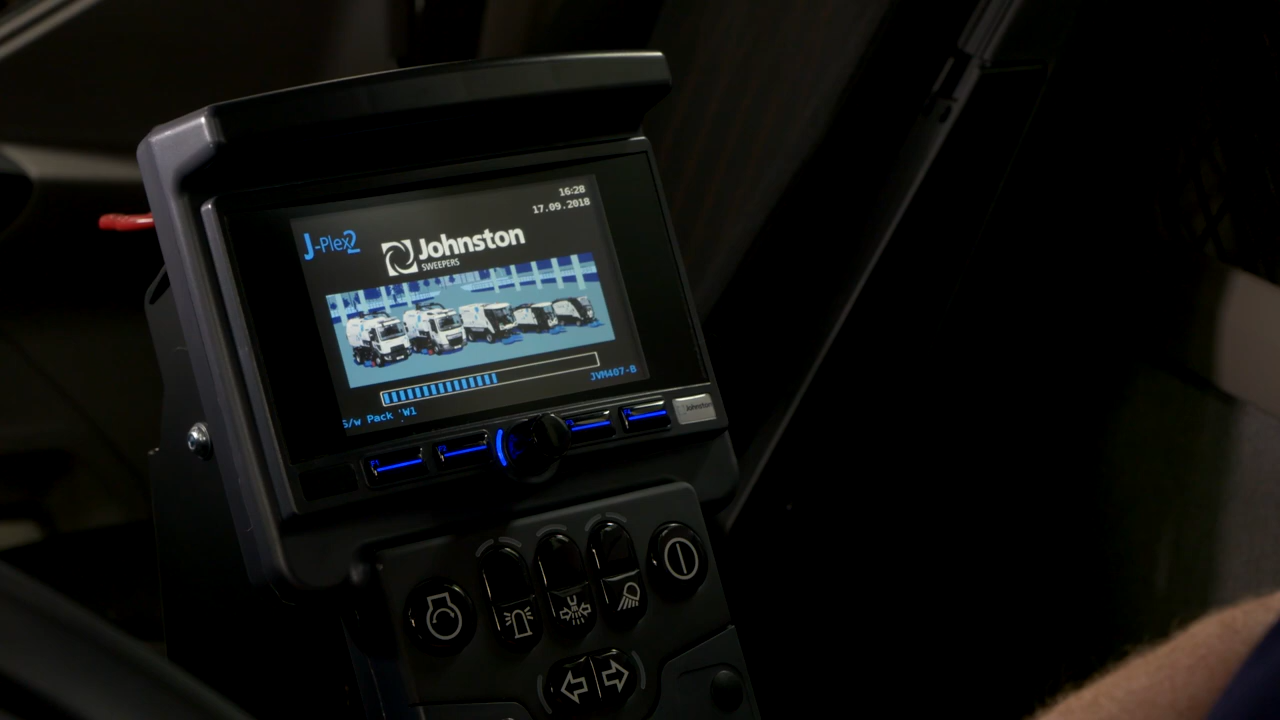 16:28
17.09.2018
J-Plex2
Johnston
SWEEPERS
JVM407-B
S/w Pack 'W1
Johnston